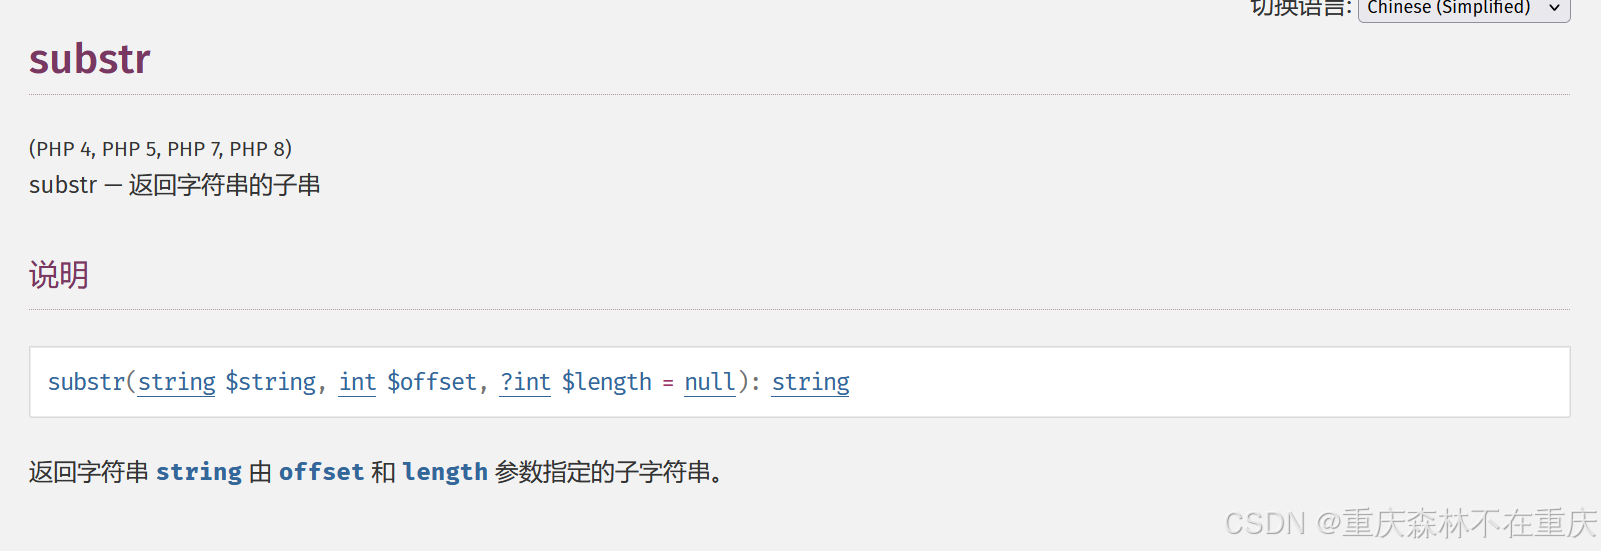 切换语言: Chinese (Simplified)
substr
(PHP 4, PHP 5, PHP 7, PHP 8)
substr — 返回字符串的子串
说明
substr(string $string, int $offset, ?int $length = null): string
返回字符串 string 由 offset 和 length 参数指定的子字符串。
CSDN @重庆森林不在重庆